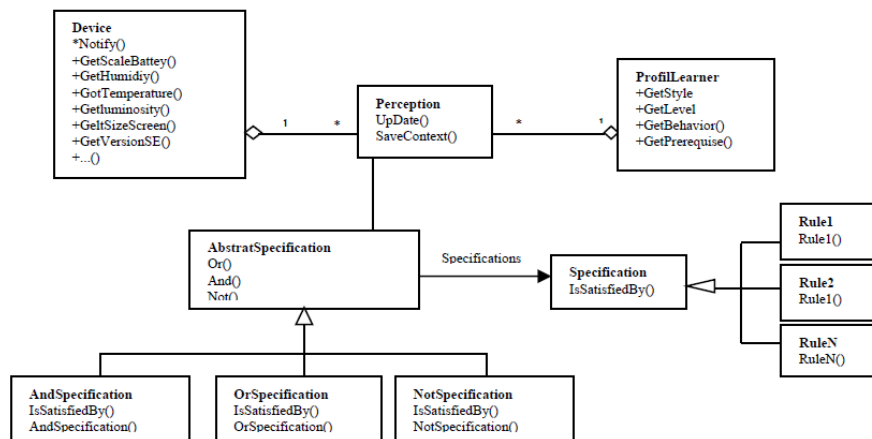 Device
*Notify()
+GetScaleBattey()
+GetHumidiy()
+GotTemperature()
+Getluminosity()
+GeItSizeScreen()
+GetVersionSE()
+...()
1
*
Perception
UpDate()
SaveContext()
*
1
ProfilLearner
+GetStyle
+GetLevel
+GetBehavior()
+GetPrerequise()
AbstratSpecification
Or()
And()
Not()
Specifications
Specification
IsSatisfiedBy()
Rule1
Rule1()
Rule2
Rule1()
RuleN
RuleN()
AndSpecification
IsSatisfiedBy()
AndSpecification()
OrSpecification
IsSatisfiedBy()
OrSpecification()
NotSpecification
IsSatisfiedBy()
NotSpecification()